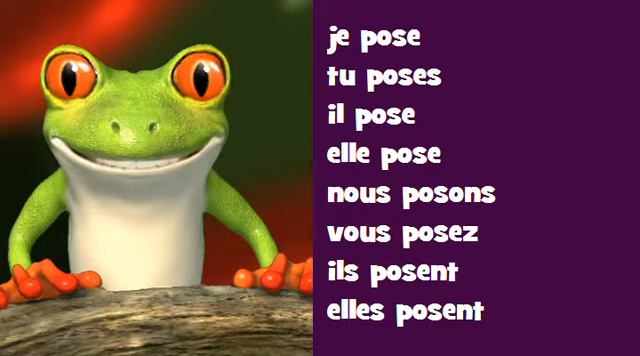 je pose
tu poses
il pose
elle pose
nous posons
vous posez
ils posent
elles posent